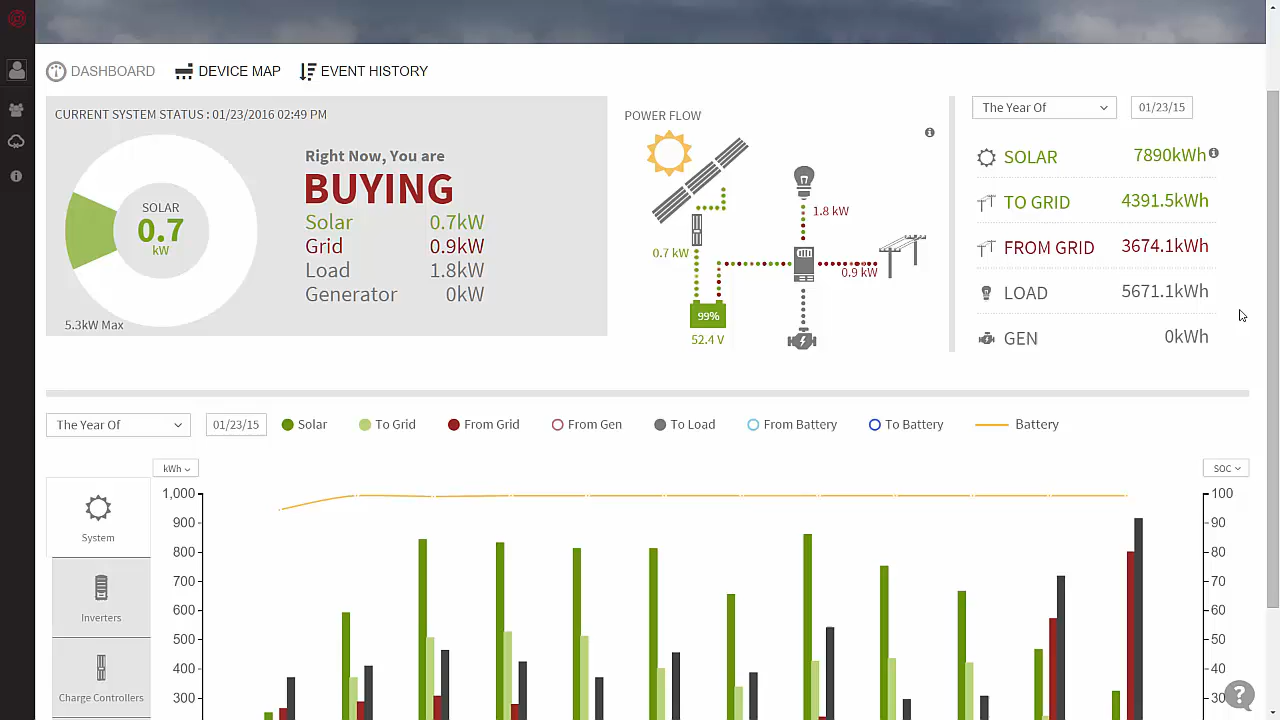 DASHBOARD DEVICE MAP EVENT HISTORY
CURRENT SYSTEM STATUS : 01/23/2016 02:49 PM
SOLAR
0.7
kW
5.3kW Max
Right Now, You are
BUYING
Solar 0.7kW
Grid 0.9kW
Load 1.8kW
Generator 0kW
POWER FLOW
1.8 kW
0.7 kW
0.9 kW
99%
52.4 V
The Year Of 01/23/15
SOLAR 7890kWh
TO GRID 4391.5kWh
FROM GRID 3674.1kWh
LOAD 5671.1kWh
GEN 0kWh
The Year Of 01/23/15 Solar To Grid From Grid From Gen To Load From Battery To Battery Battery
kWh SOC
System
Inverters
Charge Controllers
1,000 100
900 90
800 80
700 70
600 60
500 50
400 40
300 30
?